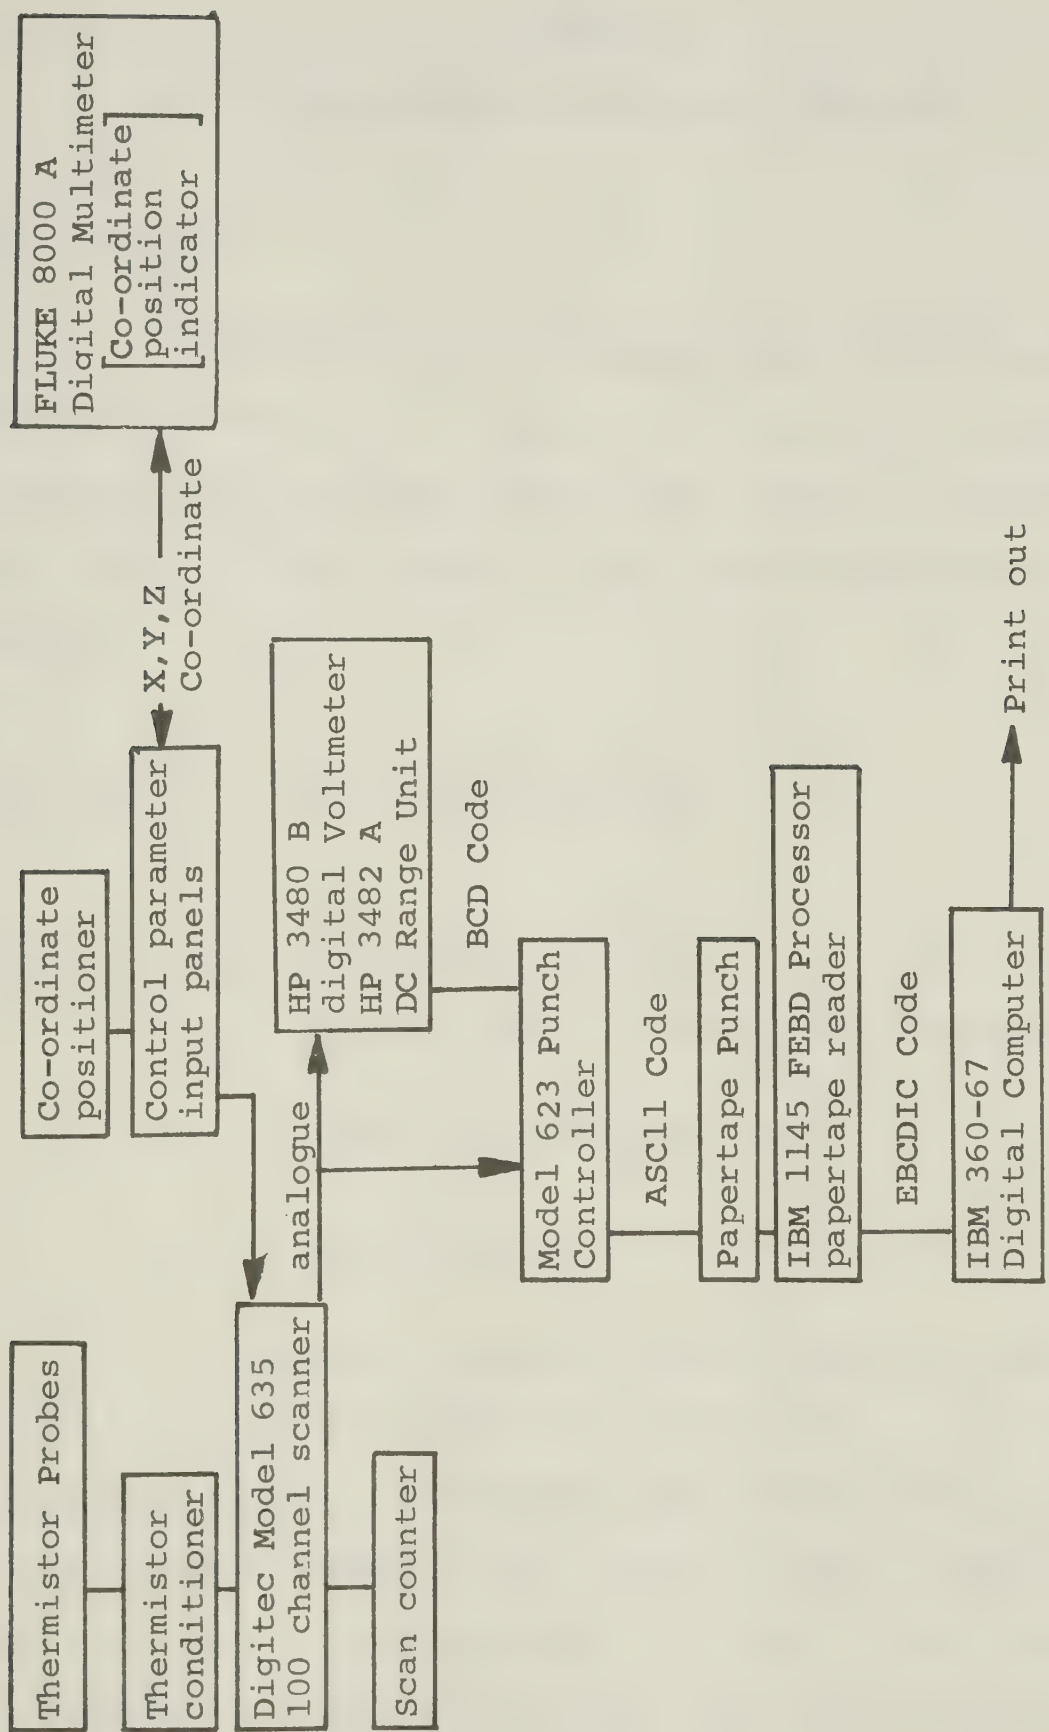 Thermistor Probes
Thermistor
conditioner
Digitec Model 635
100 channel scanner
Scan counter
Co-ordinate
positioner
Control parameter
input panels
X,Y,Z
Co-ordinate
FLUKE 8000 A
Digital Multimeter
[Co-ordinate
position
indicator]
analogue
HP 3480 B
digital Voltmeter
HP 3482 A
DC Range Unit
BCD Code
Model 623 Punch
Controller
ASC11 Code
Papertape Punch
IBM 1145 FEBD Processor
papertape reader
EBCDIC Code
IBM 360-67
Digital Computer
Print out